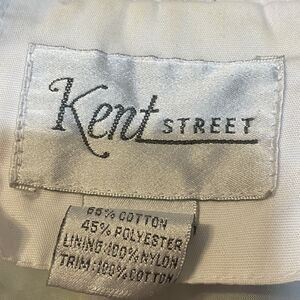 Kent STREET
55% COTTON
45% POLYESTER
LINING:100% NYLON
TRIM:100% COTTON